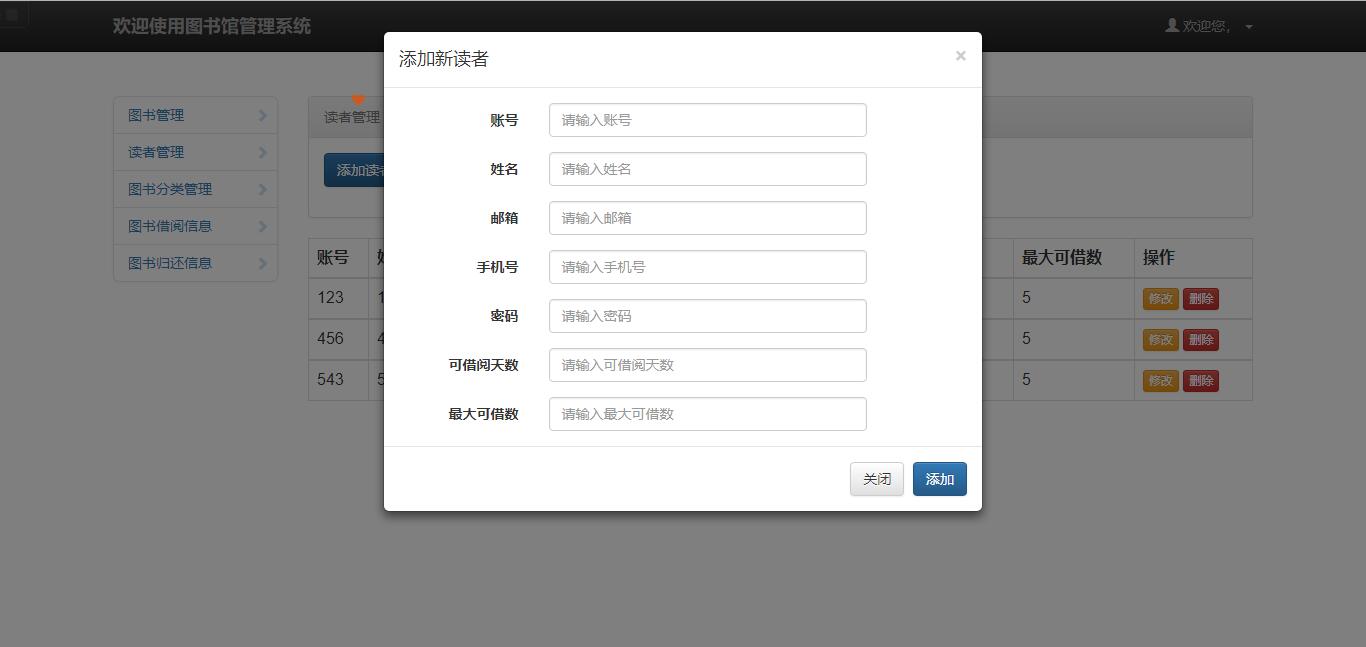 欢迎使用图书馆管理系统
欢迎您，
添加新读者
×
图书管理
读者管理
图书分类管理
图书借阅信息
图书归还信息
读者管理
添加读
账号 请输入账号
姓名 请输入姓名
邮箱 请输入邮箱
手机号 请输入手机号
密码 请输入密码
可借阅天数 请输入可借阅天数
最大可借数 请输入最大可借数
关闭 添加
账号 最大可借数 操作
123 5 修改 删除
456 5 修改 删除
543 5 修改 删除